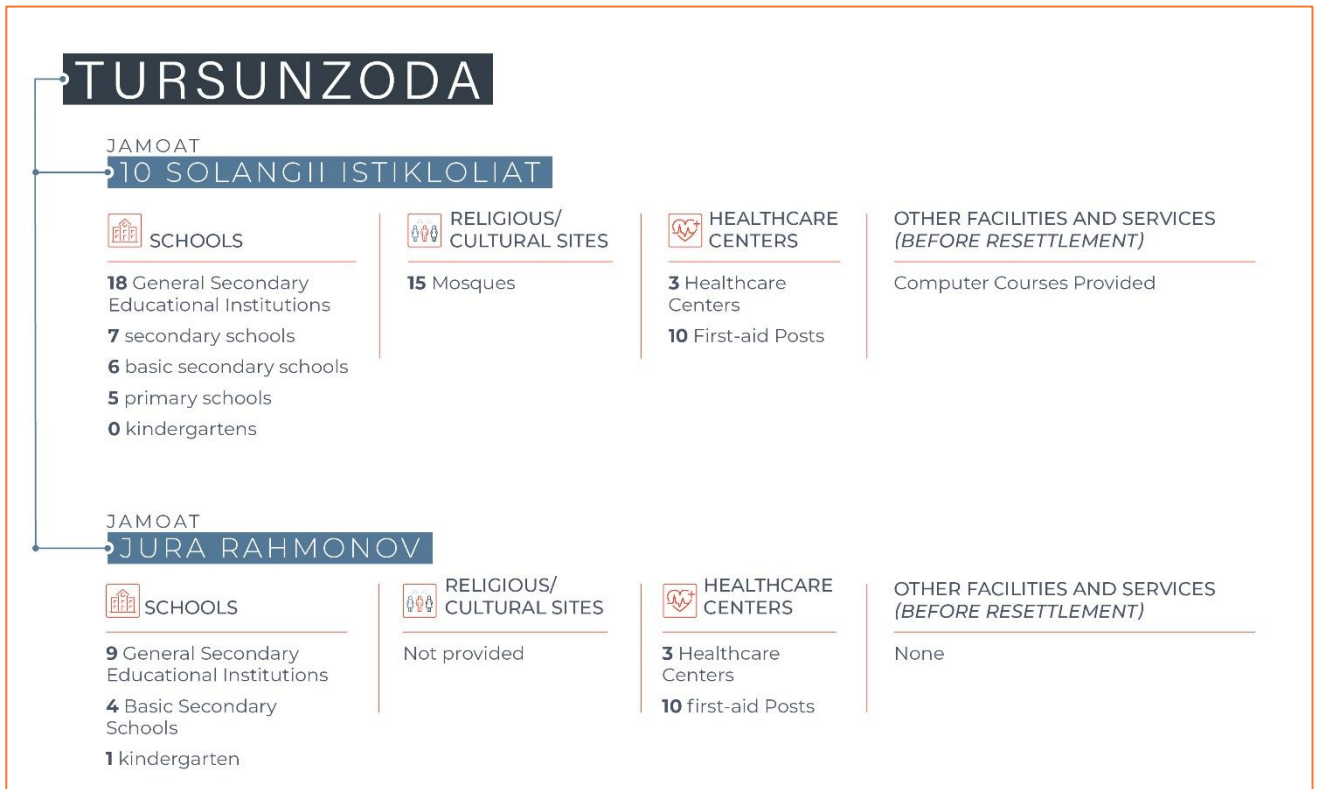 TURSUNZODA
JAMOAT
10 SOLANGII ISTIKLOLIAT
SCHOOLS
18 General Secondary
Educational Institutions
7 secondary schools
6 basic secondary schools
5 primary schools
0 kindergartens
RELIGIOUS/
CULTURAL SITES
15 Mosques
HEALTHCARE
CENTERS
3 Healthcare
Centers
10 First-aid Posts
OTHER FACILITIES AND SERVICES
(BEFORE RESETTLEMENT)
Computer Courses Provided
JAMOAT
JURA RAHMONOV
SCHOOLS
9 General Secondary
Educational Institutions
4 Basic Secondary
Schools
1 kindergarten
RELIGIOUS/
CULTURAL SITES
Not provided
HEALTHCARE
CENTERS
3 Healthcare
Centers
10 first-aid Posts
OTHER FACILITIES AND SERVICES
(BEFORE RESETTLEMENT)
None